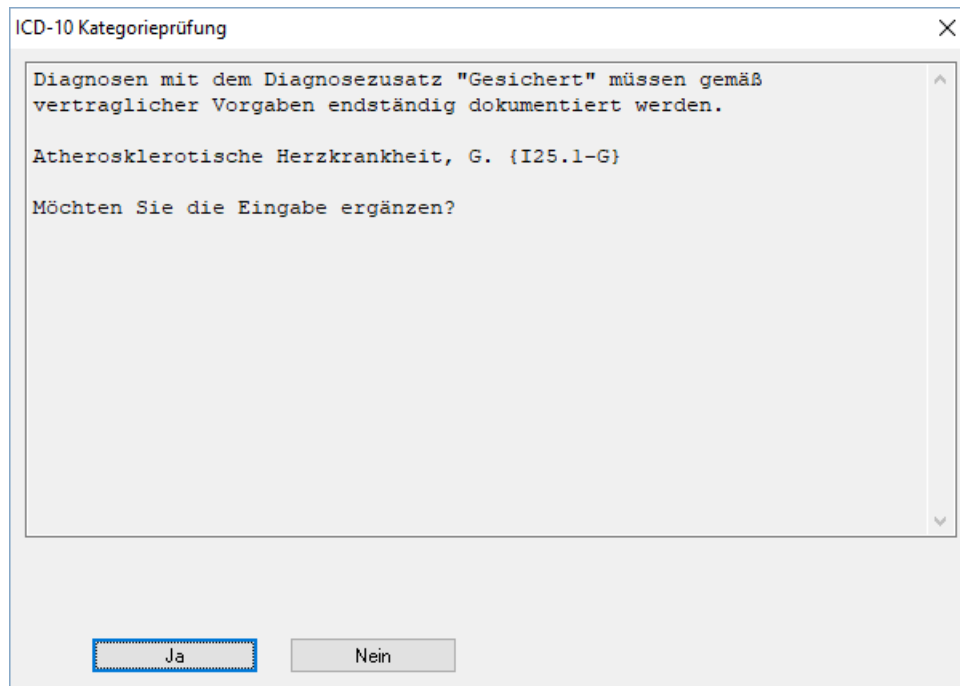 ICD-10 Kategorieprüfung
Diagnosen mit dem Diagnosezusatz "Gesichert" müssen gemäß
vertraglicher Vorgaben endständig dokumentiert werden.
Atherosklerotische Herzkrankheit, G. {I25.1-G}
Möchten Sie die Eingabe ergänzen?
Ja
Nein